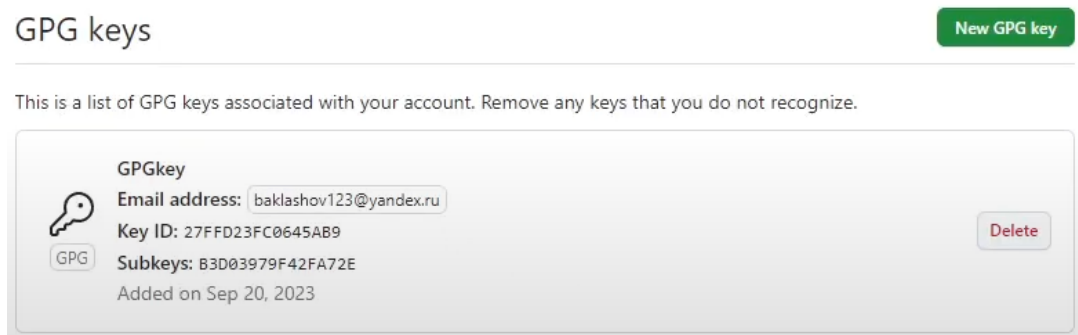 GPG keys
New GPG key
This is a list of GPG keys associated with your account. Remove any keys that you do not recognize.
GPGkey
Email address: baklashov123@yandex.ru
Key ID: 27FFD23FC0645AB9
GPG
Subkeys: B3D03979F42FA72E
Added on Sep 20, 2023
Delete